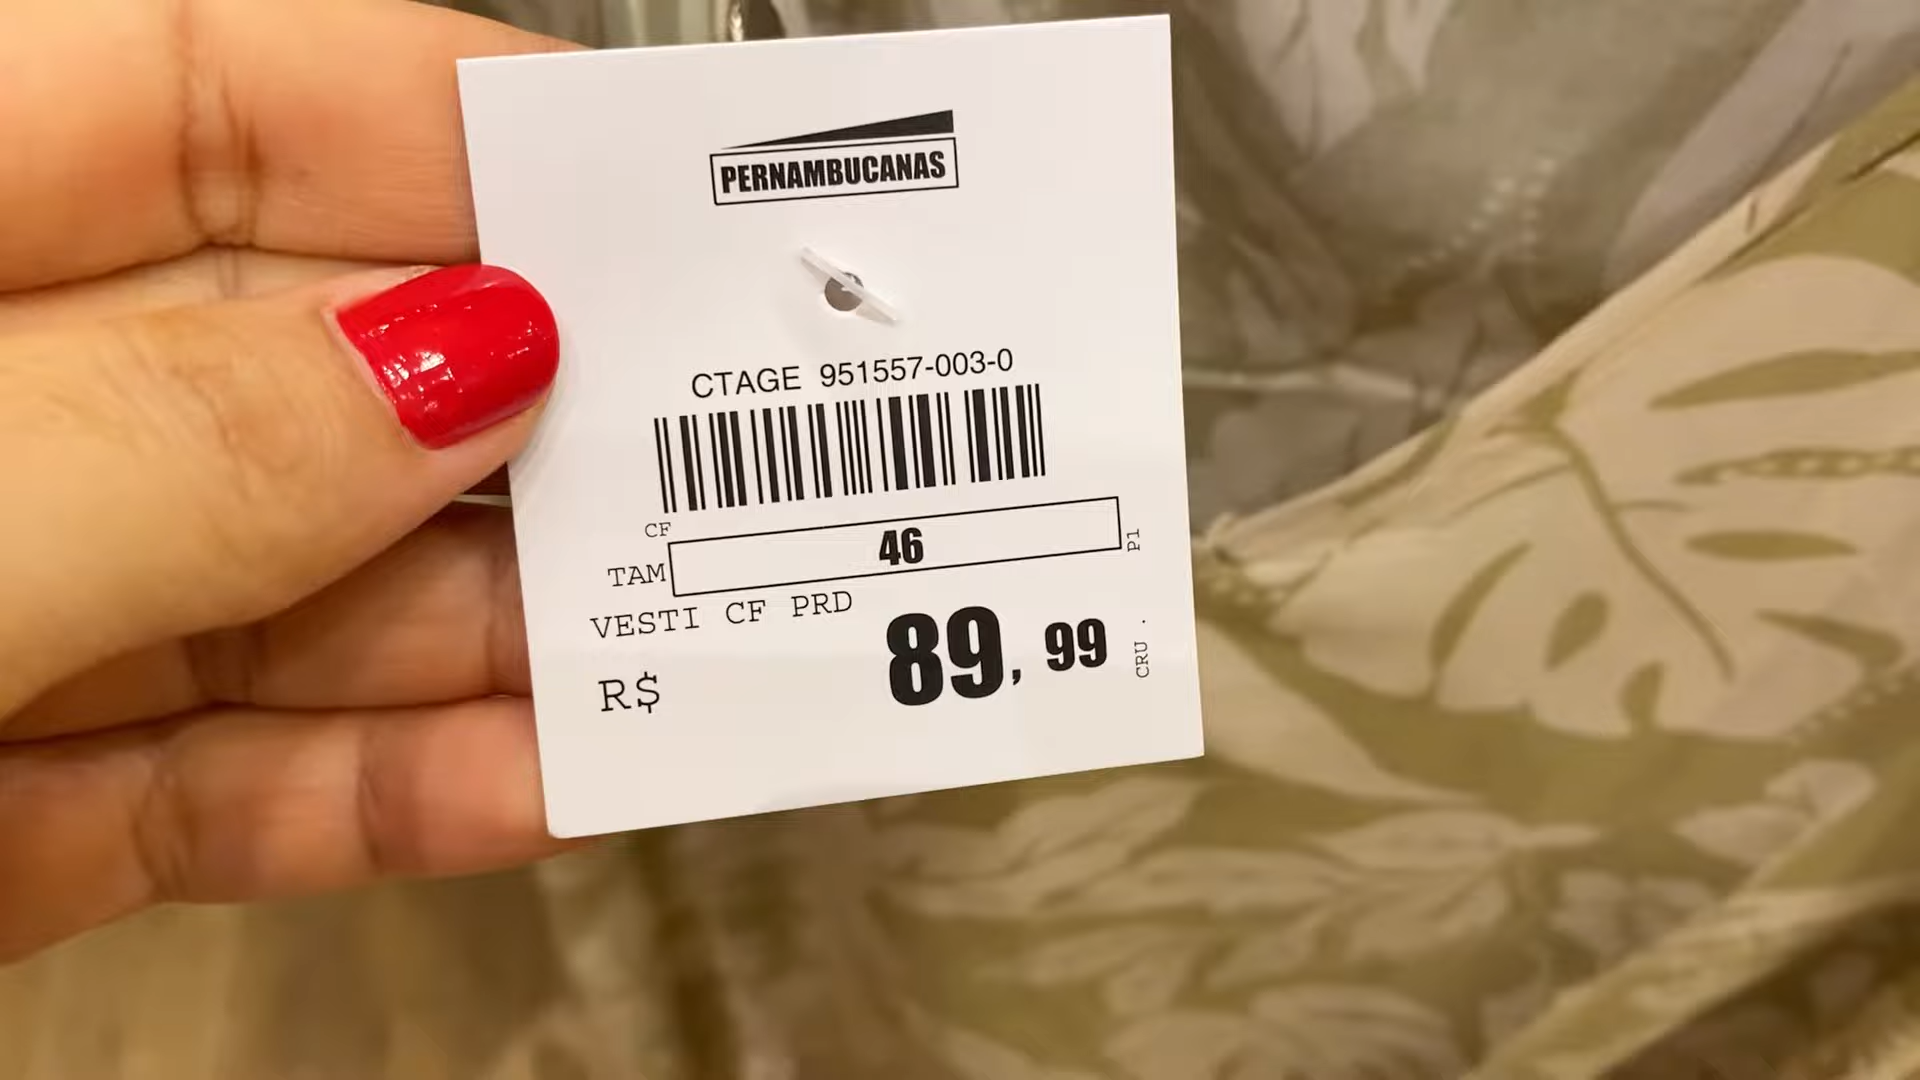 PERNAMBUCANAS
CTAGE 951557-003-0
CF
TAM 46 P1
VESTI CF PRD
R$ 89,99 CRU.